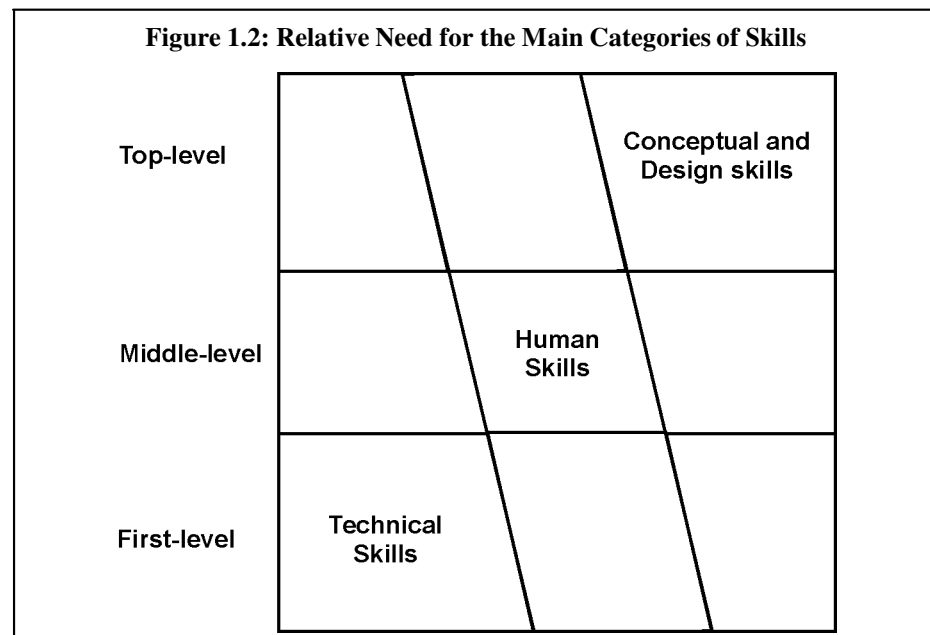 Figure 1.2: Relative Need for the Main Categories of Skills
Top-level
Conceptual and
Design skills
Middle-level
Human
Skills
First-level
Technical
Skills